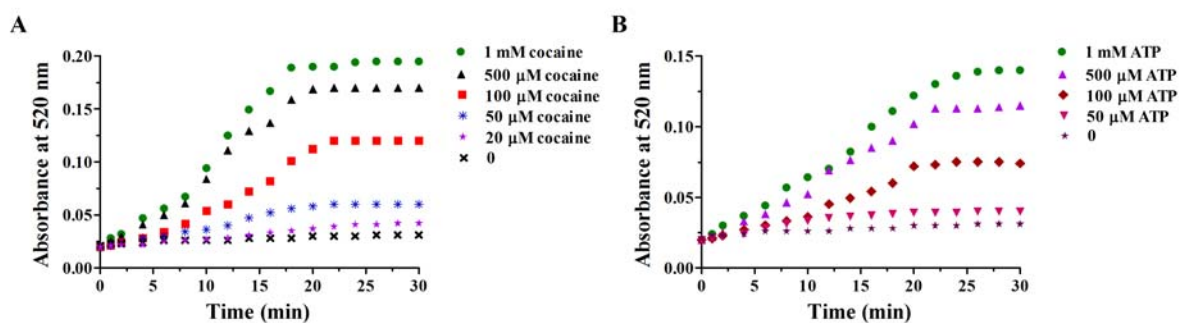 A
Absorbance at 520 nm
0.20
0.15
0.10
0.05
0.00
0 5 10 15 20 25 30
Time (min)
1 mM cocaine
500 µM cocaine
100 µM cocaine
50 µM cocaine
20 µM cocaine
0
B
Absorbance at 520 nm
0.15
0.10
0.05
0.00
0 5 10 15 20 25 30
Time (min)
1 mM ATP
500 µM ATP
100 µM ATP
50 µM ATP
0